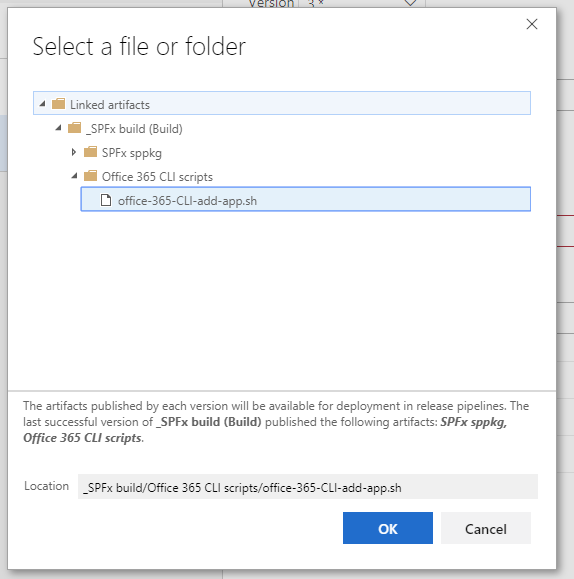 Version 3.*
Select a file or folder
Linked artifacts
_SPFx build (Build)
SPFx sppkg
Office 365 CLI scripts
office-365-CLI-add-app.sh
The artifacts published by each version will be available for deployment in release pipelines. The
last successful version of _SPFx build (Build) published the following artifacts: SPFx sppkg,
Office 365 CLI scripts.
Location _SPFx build/Office 365 CLI scripts/office-365-CLI-add-app.sh
OK Cancel